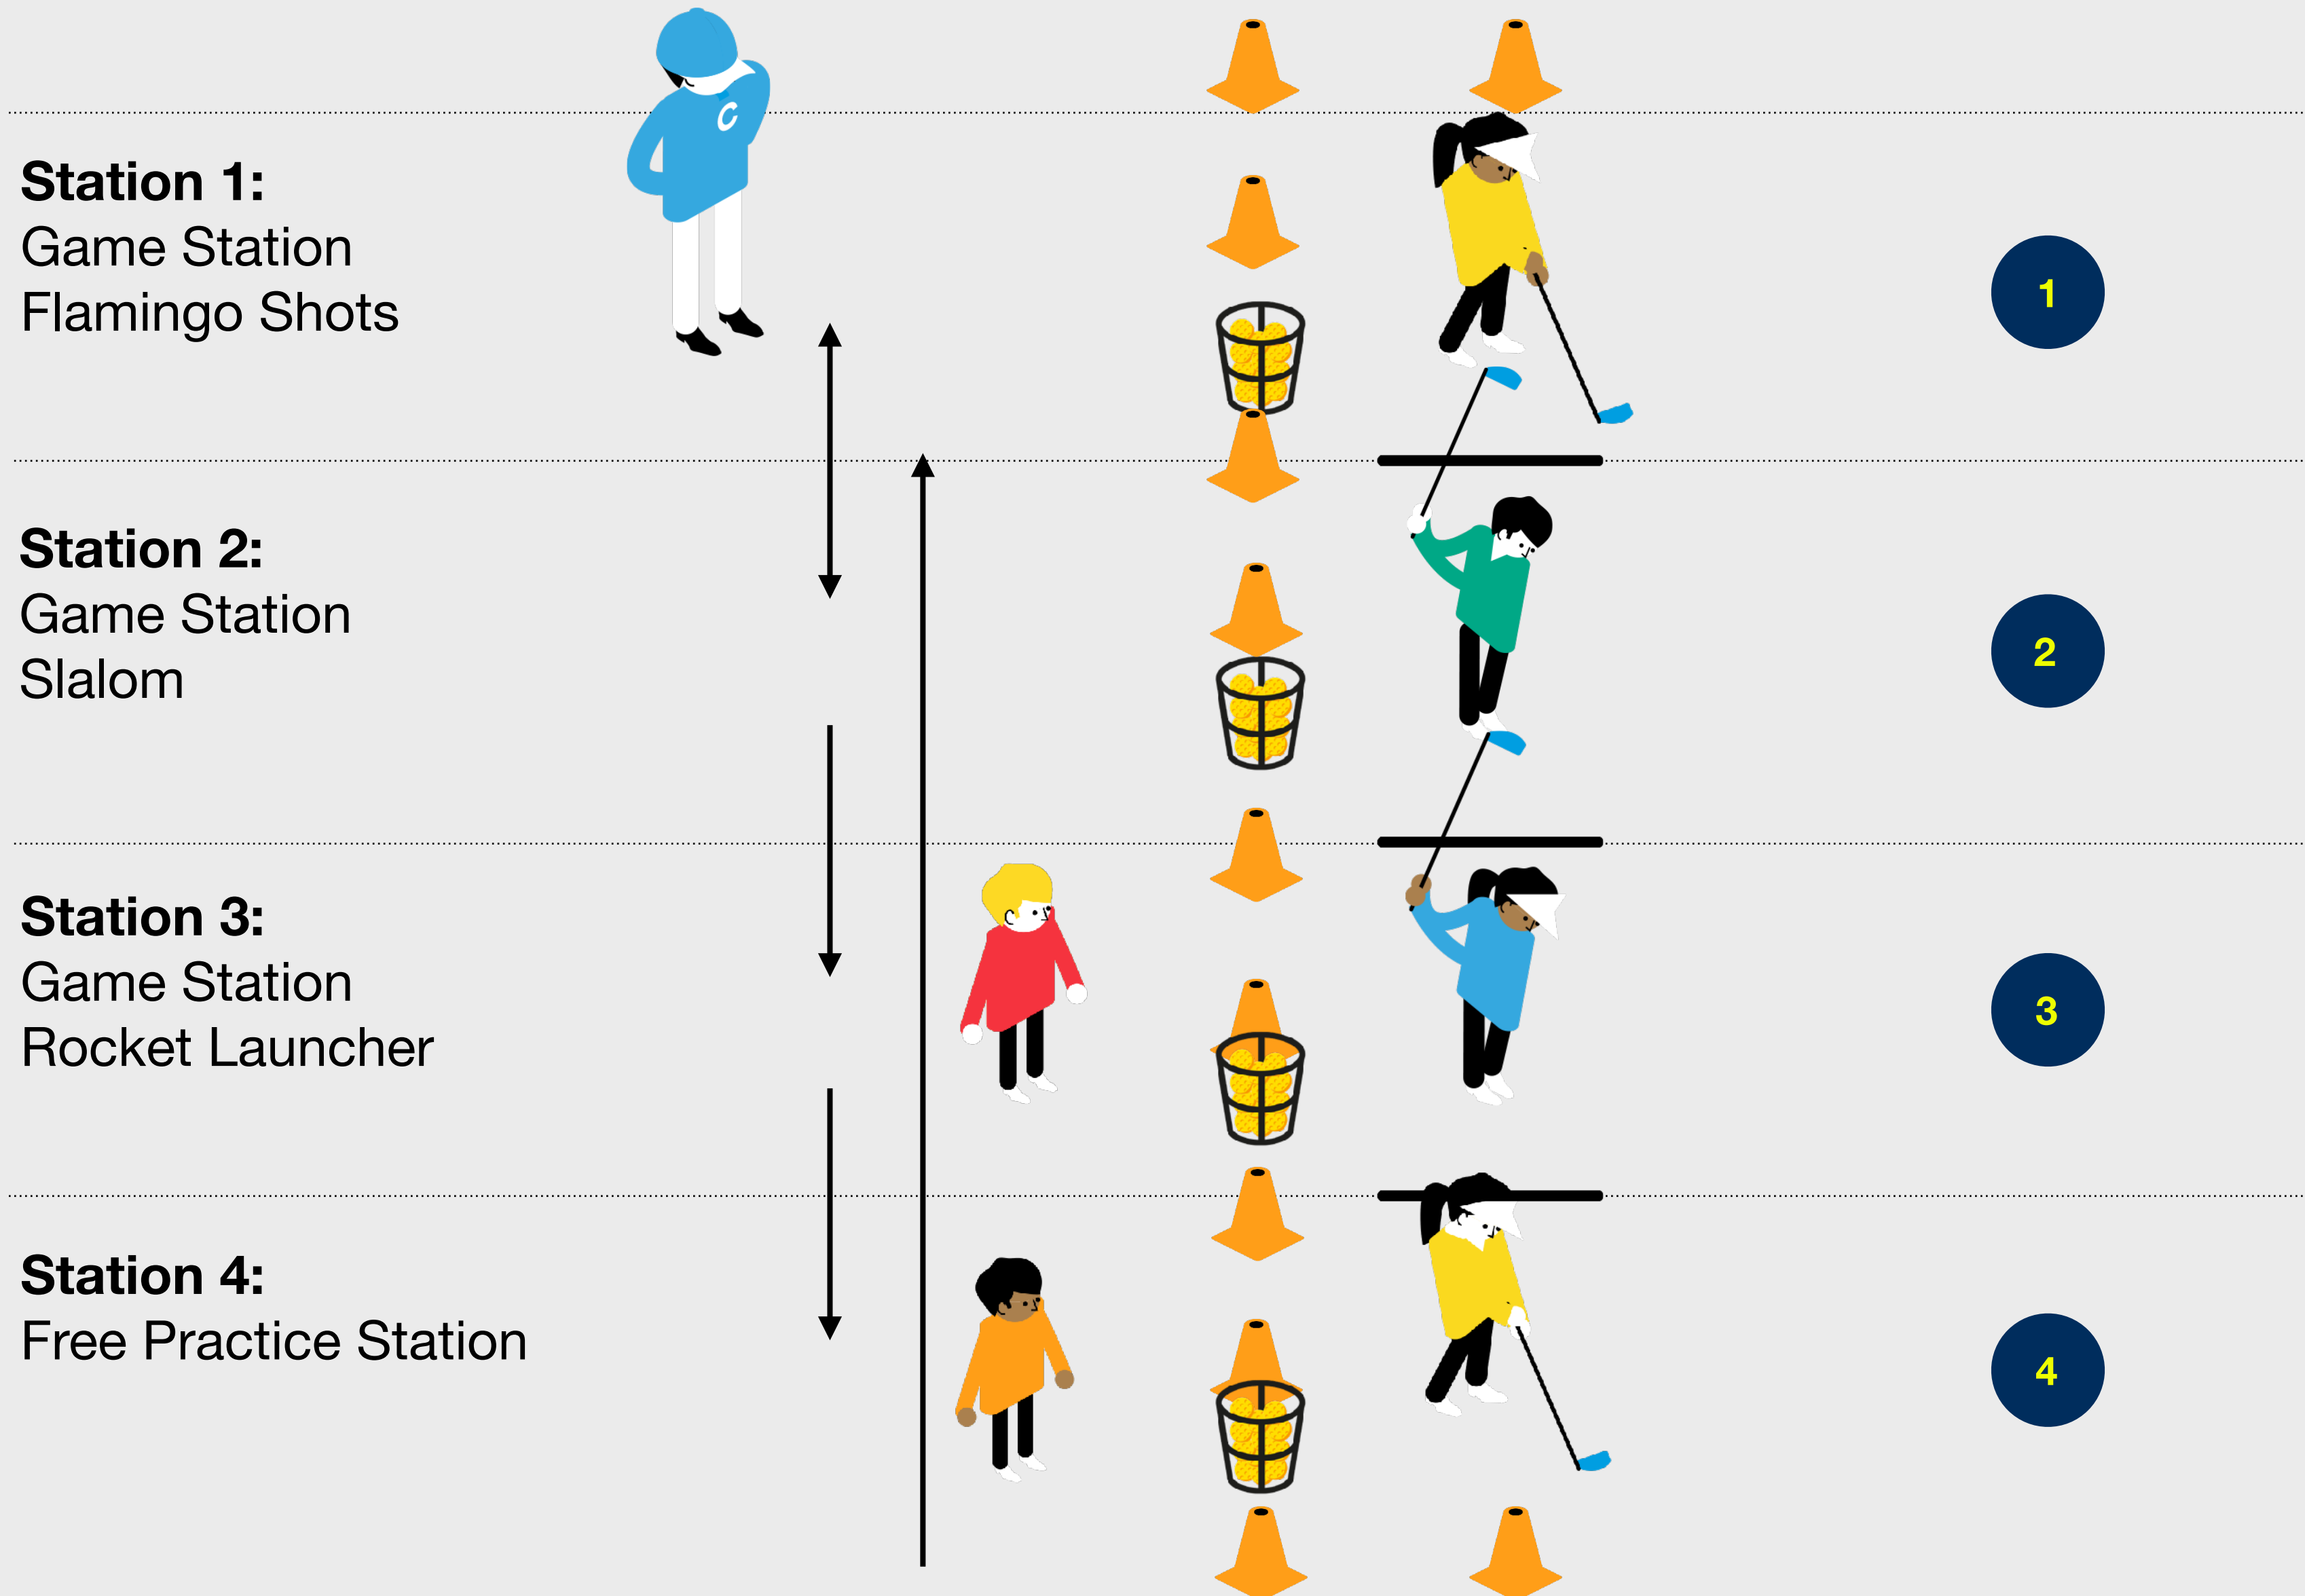 C
Station 1:
Game Station
Flamingo Shots
1
Station 2:
Game Station
Slalom
2
Station 3:
Game Station
Rocket Launcher
3
Station 4:
Free Practice Station
4